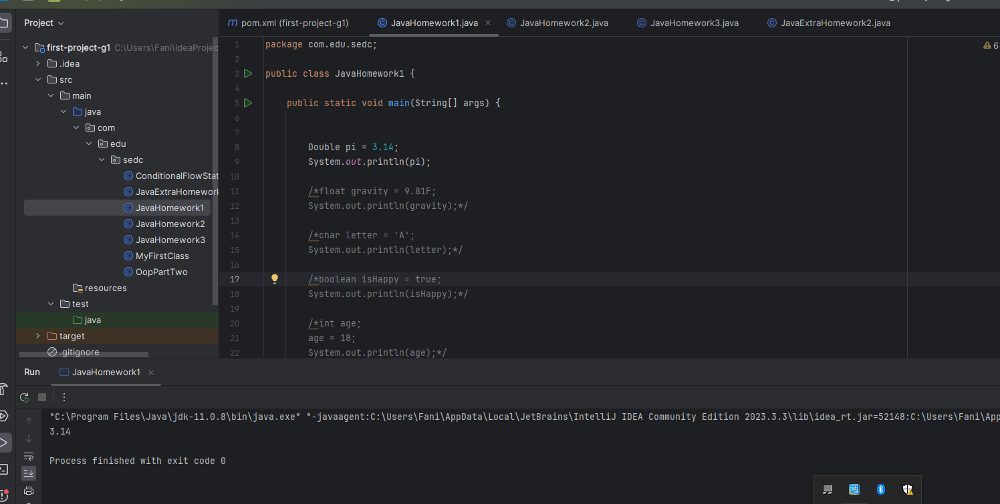 Project
pom.xml (first-project-g1)
JavaHomework1.java
JavaHomework2.java
JavaHomework3.java
JavaExtraHomework2.java
first-project-g1 C:\Users\Fani\IdeaProjec
.idea
src
main
java
com
edu
sedc
ConditionalFlowStat
JavaExtraHomework
JavaHomework1
JavaHomework2
JavaHomework3
MyFirstClass
OopPartTwo
resources
test
java
target
.gitignore
6
1 package com.edu.sedc;
2
3 public class JavaHomework1 {
4
5 public static void main(String[] args) {
6
7
8 Double pi = 3.14;
9 System.out.println(pi);
10
11 /*float gravity = 9.81F;
12 System.out.println(gravity);*/
13
14 /*char letter = 'A';
15 System.out.println(letter);*/
16
17 /*boolean isHappy = true;
18 System.out.println(isHappy);*/
19
20 /*int age;
21 age = 18;
22 System.out.println(age);*/
Run
JavaHomework1
"C:\Program Files\Java\jdk-11.0.8\bin\java.exe" "-javaagent:C:\Users\Fani\AppData\Local\JetBrains\IntelliJ IDEA Community Edition 2023.3.3\lib\idea_rt.jar=52148:C:\Users\Fani\App
3.14
Process finished with exit code 0